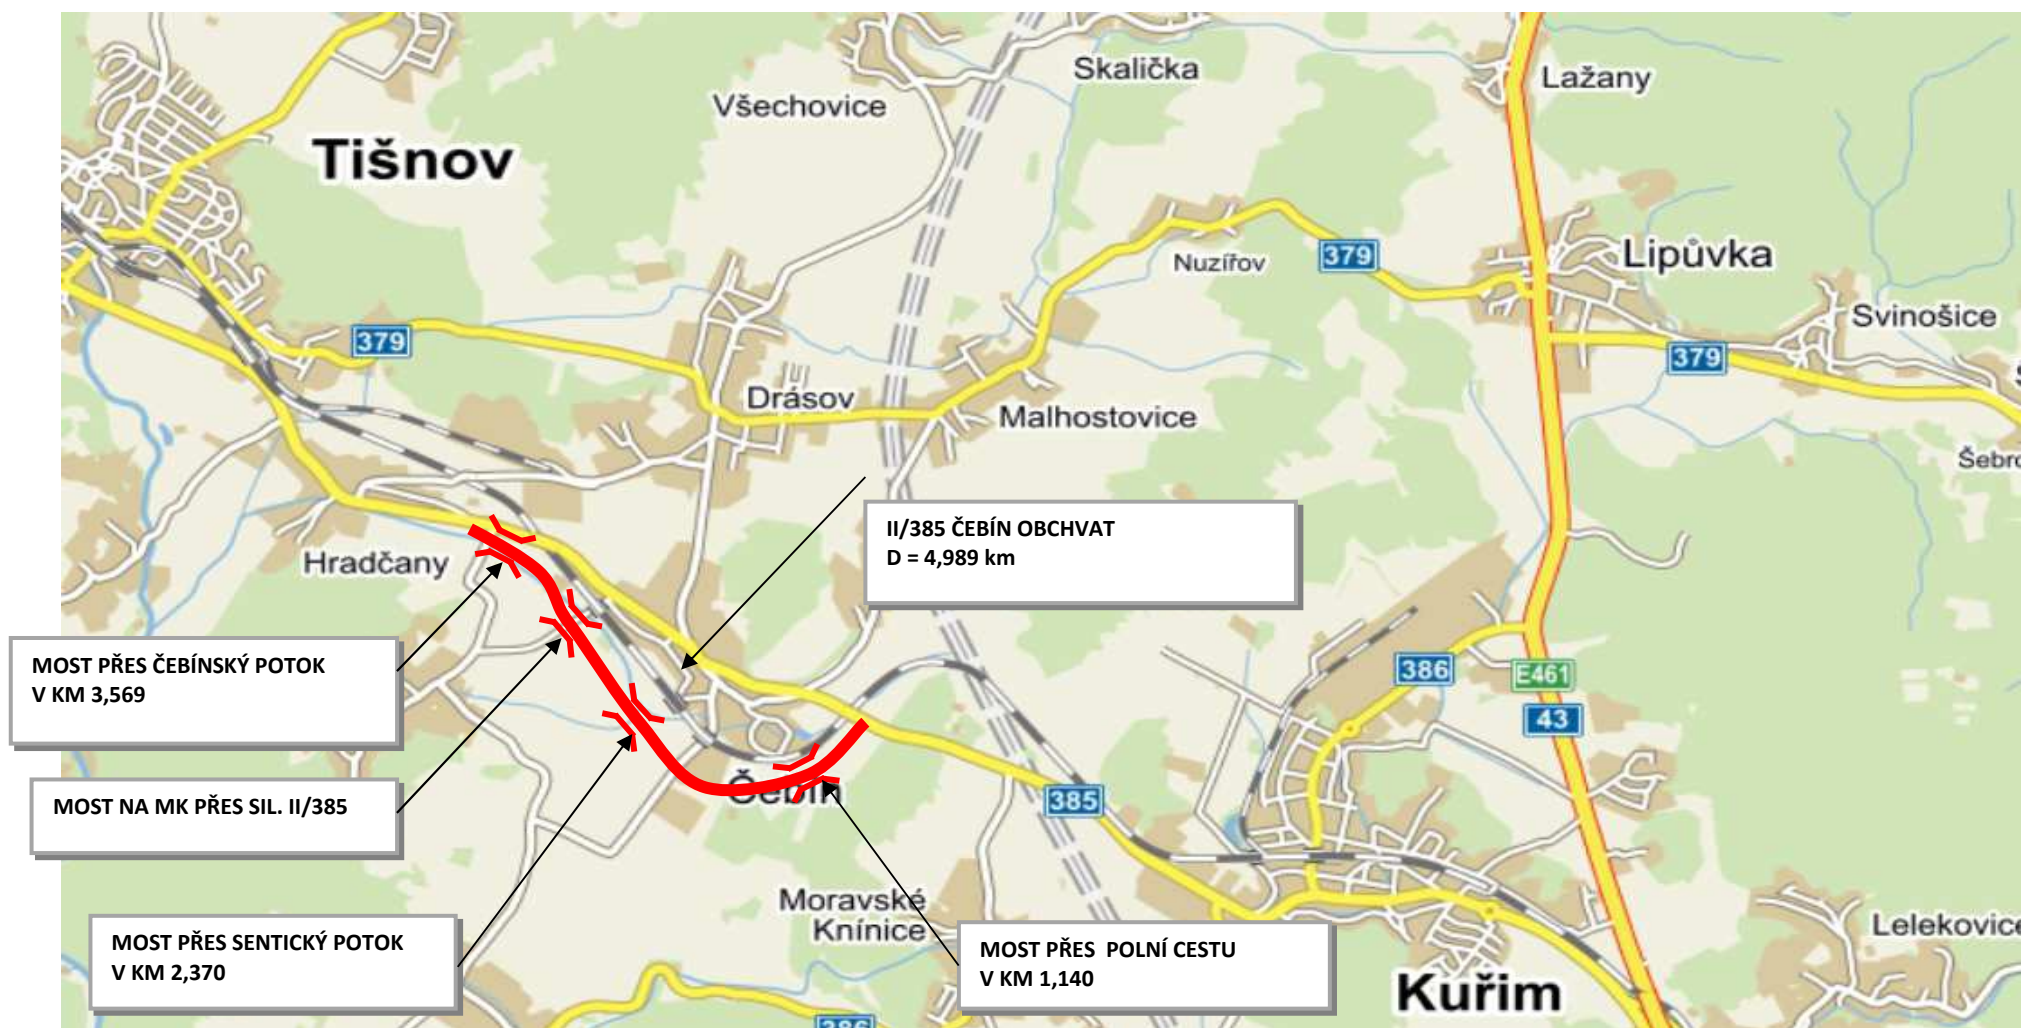 Skalička
Lažany
Všechovice
Tišnov
Nuzířov
379
Lipůvka
Svinošice
379
379
Drásov
Malhostovice
Šebro
II/385 ČEBÍN OBCHVAT
D = 4,989 km
Hradčany
MOST PŘES ČEBÍNSKÝ POTOK
V KM 3,569
386
E461
43
MOST NA MK PŘES SIL. II/385
Čebín
385
Moravské
Knínice
MOST PŘES SENTICKÝ POTOK
V KM 2,370
MOST PŘES  POLNÍ CESTU
V KM 1,140
Lelekovice
Kuřim
386